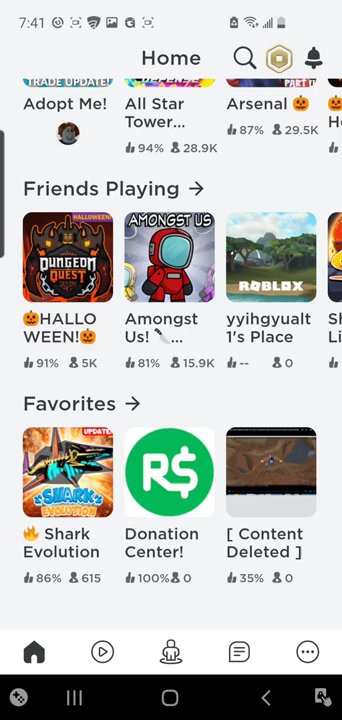 7:41
Home
TRADE UPDATE!
Adopt Me!
All Star
Tower...
94% 28.9K
Arsenal 🎃
87% 29.5K
Friends Playing →
HALLOWEEN!
DUNGEON
QUEST
🎃HALLO
WEEN!🎃
91% 5K
AMONGST US
Amongst
Us! 🔪...
81% 15.9K
ROBLOX
yyihgyualt
1's Place
-- 0
Favorites →
UPDATE
SHARK
EVOLUTION
🔥 Shark
Evolution
86% 615
R$
Donation
Center!
100% 0
[ Content
Deleted ]
35% 0